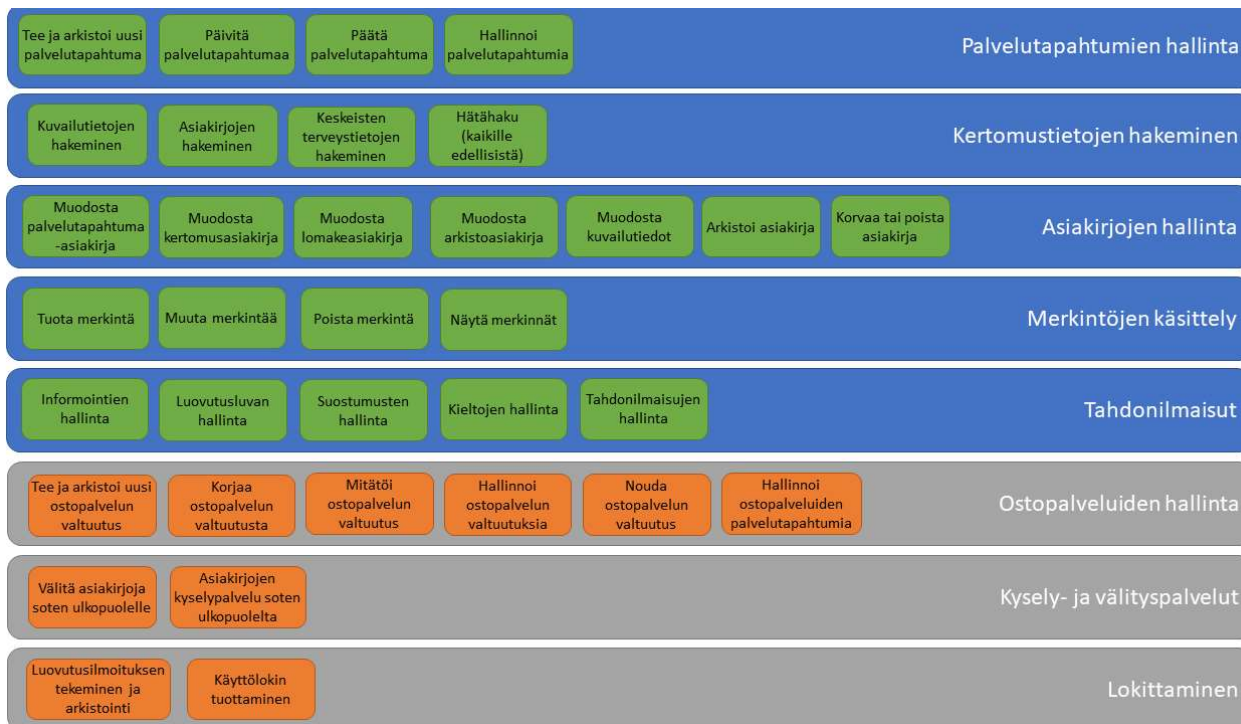 Tee ja arkistoi uusi
palvelutapahtuma
Päivitä
palvelutapahtumaa
Päätä
palvelutapahtuma
Hallinnoi
palvelutapahtumia
Palvelutapahtumien hallinta
Kuvailutietojen
hakeminen
Asiakirjojen
hakeminen
Keskeisten
terveystietojen
hakeminen
Hätähaku
(kaikille
edellisistä)
Kertomustietojen hakeminen
Muodosta
palvelutapahtuma
-asiakirja
Muodosta
kertomusasiakirja
Muodosta
lomakeasiakirja
Muodosta
arkistoasiakirja
Muodosta
kuvailutiedot
Arkistoi asiakirja
Korvaa tai poista
asiakirja
Asiakirjojen hallinta
Tuota merkintä
Muuta merkintää
Poista merkintä
Näytä merkinnät
Merkintöjen käsittely
Informointien
hallinta
Luovutusluvan
hallinta
Suostumusten
hallinta
Kieltojen hallinta
Tahdonilmaisujen
hallinta
Tahdonilmaisut
Tee ja arkistoi uusi
ostopalvelun
valtuutus
Korjaa
ostopalvelun
valtuutusta
Mitätöi
ostopalvelun
valtuutus
Hallinnoi
ostopalvelun
valtuutuksia
Nouda
ostopalvelun
valtuutus
Hallinnoi
ostopalveluiden
palvelutapahtumia
Ostopalveluiden hallinta
Välitä asiakirjoja
soten ulkopuolelle
Asiakirjojen
kyselypalvelu soten
ulkopuolelta
Kysely- ja välityspalvelut
Luovutusilmoituksen
tekeminen ja
arkistointi
Käyttölokin
tuottaminen
Lokittaminen